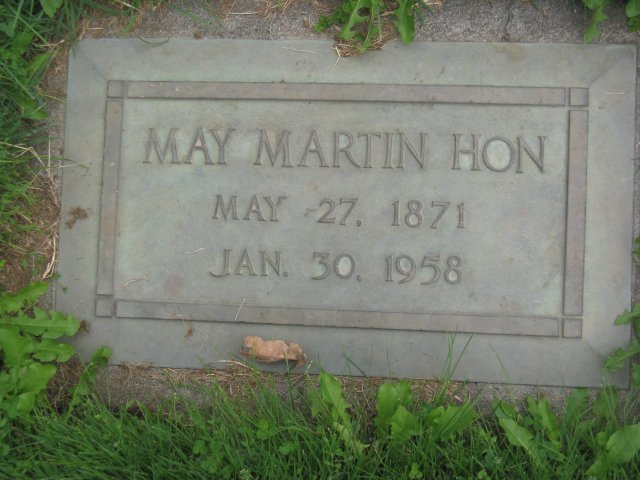 MAY MARTIN HON
MAY 27, 1871
JAN. 30. 1958